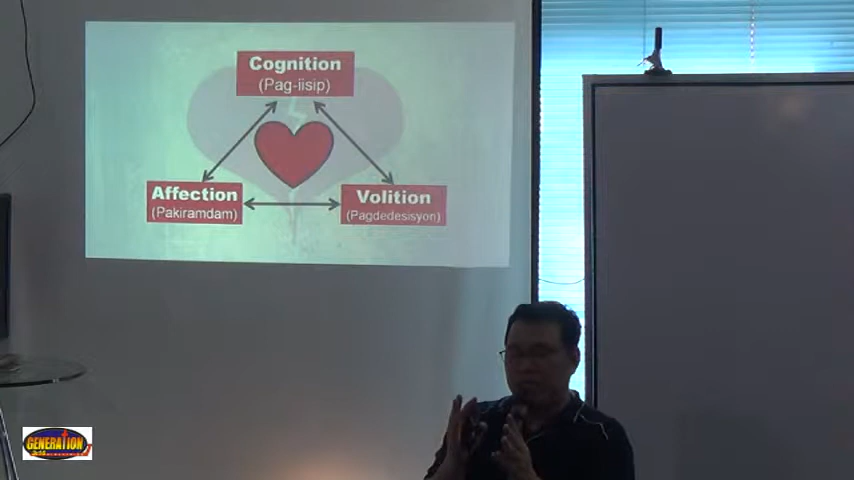 Cognition
(Pag-iisip)
Affection
(Pakiramdam)
Volition
(Pagdedesisyon)
GENERATION